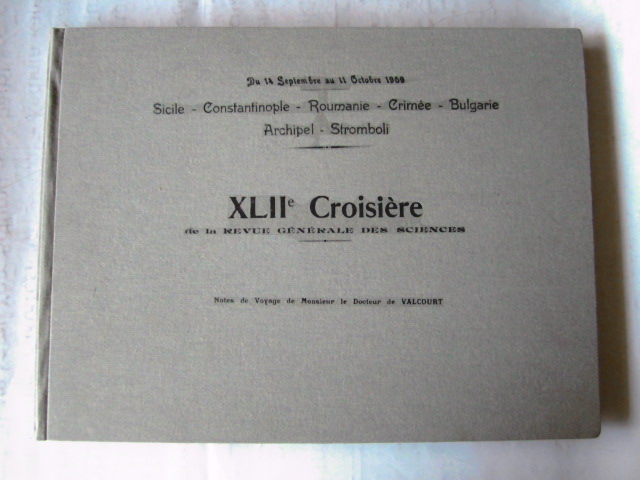 Du 14 Septembre au 11 Octobre 1909
Sicile - Constantinople - Roumanie - Crimée - Bulgarie
Archipel - Stromboli
XLIIe Croisière
de la REVUE GÉNÉRALE DES SCIENCES
Notes de Voyage de Monsieur le Docteur de VALCOURT